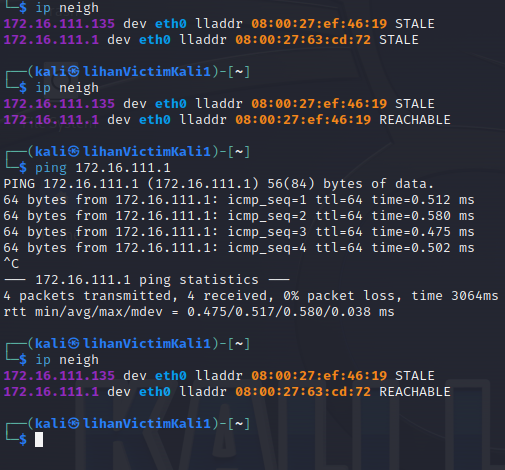 └─$ ip neigh
172.16.111.135 dev eth0 lladdr 08:00:27:ef:46:19 STALE
172.16.111.1 dev eth0 lladdr 08:00:27:63:cd:72 STALE
┌──(kali㉿lihanVictimKali1)-[~]
└─$ ip neigh
172.16.111.135 dev eth0 lladdr 08:00:27:ef:46:19 STALE
172.16.111.1 dev eth0 lladdr 08:00:27:ef:46:19 REACHABLE
┌──(kali㉿lihanVictimKali1)-[~]
└─$ ping 172.16.111.1
PING 172.16.111.1 (172.16.111.1) 56(84) bytes of data.
64 bytes from 172.16.111.1: icmp_seq=1 ttl=64 time=0.512 ms
64 bytes from 172.16.111.1: icmp_seq=2 ttl=64 time=0.580 ms
64 bytes from 172.16.111.1: icmp_seq=3 ttl=64 time=0.475 ms
64 bytes from 172.16.111.1: icmp_seq=4 ttl=64 time=0.502 ms
^C
─── 172.16.111.1 ping statistics ───
4 packets transmitted, 4 received, 0% packet loss, time 3064ms
rtt min/avg/max/mdev = 0.475/0.517/0.580/0.038 ms
┌──(kali㉿lihanVictimKali1)-[~]
└─$ ip neigh
172.16.111.135 dev eth0 lladdr 08:00:27:ef:46:19 STALE
172.16.111.1 dev eth0 lladdr 08:00:27:63:cd:72 REACHABLE
┌──(kali㉿lihanVictimKali1)-[~]
└─$